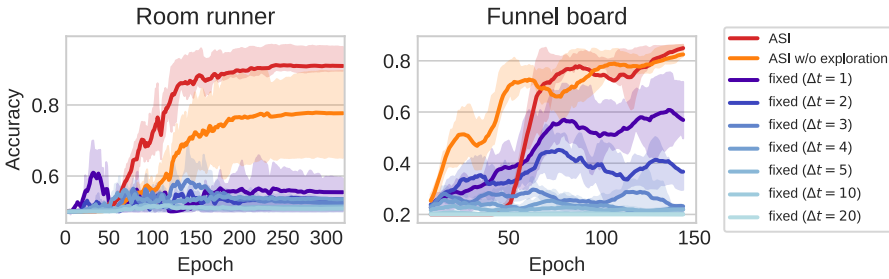 Room runner
Accuracy
0.8
0.6
0 50 100 150 200 250 300
Epoch
Funnel board
0.8
0.6
0.4
0.2
50 100 150
Epoch
ASI
ASI w/o exploration
fixed (Δt = 1)
fixed (Δt = 2)
fixed (Δt = 3)
fixed (Δt = 4)
fixed (Δt = 5)
fixed (Δt = 10)
fixed (Δt = 20)